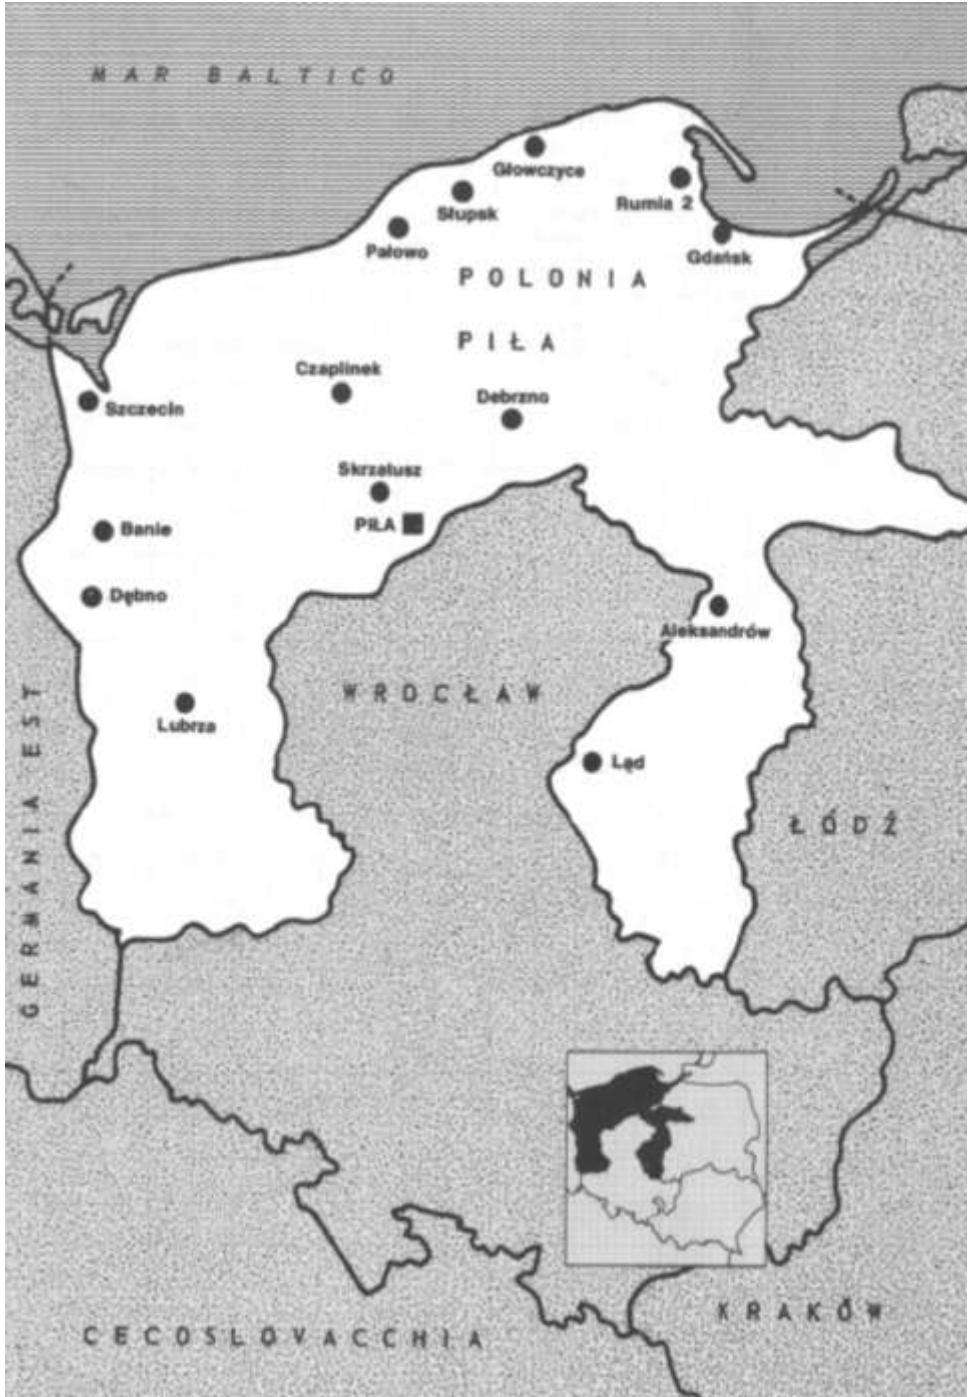 MAR BALTICO
Głowczyce
Rumia 2
Słupsk
Pałowo
Gdańsk
POLONIA
PIŁA
Czaplinek
Szczecin
Debrzno
Skrzatusz
PIŁA
Banie
Dębno
Aleksandrów
WROCŁAW
Lubrza
Ląd
ŁÓDŹ
GERMANIA EST
KRAKÓW
CECOSLOVACCHIA